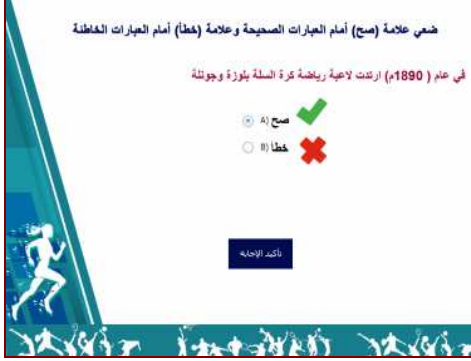 ضعي علامة (صح) أمام العبارات الصحيحة وعلامة (خطأ) أمام العبارات الخاطئة
في عام ( 1890م) ارتدت لاعبة رياضة كرة السلة بلوزة وجونلة
A) صح
B) خطأ
تأكيد الإجابه